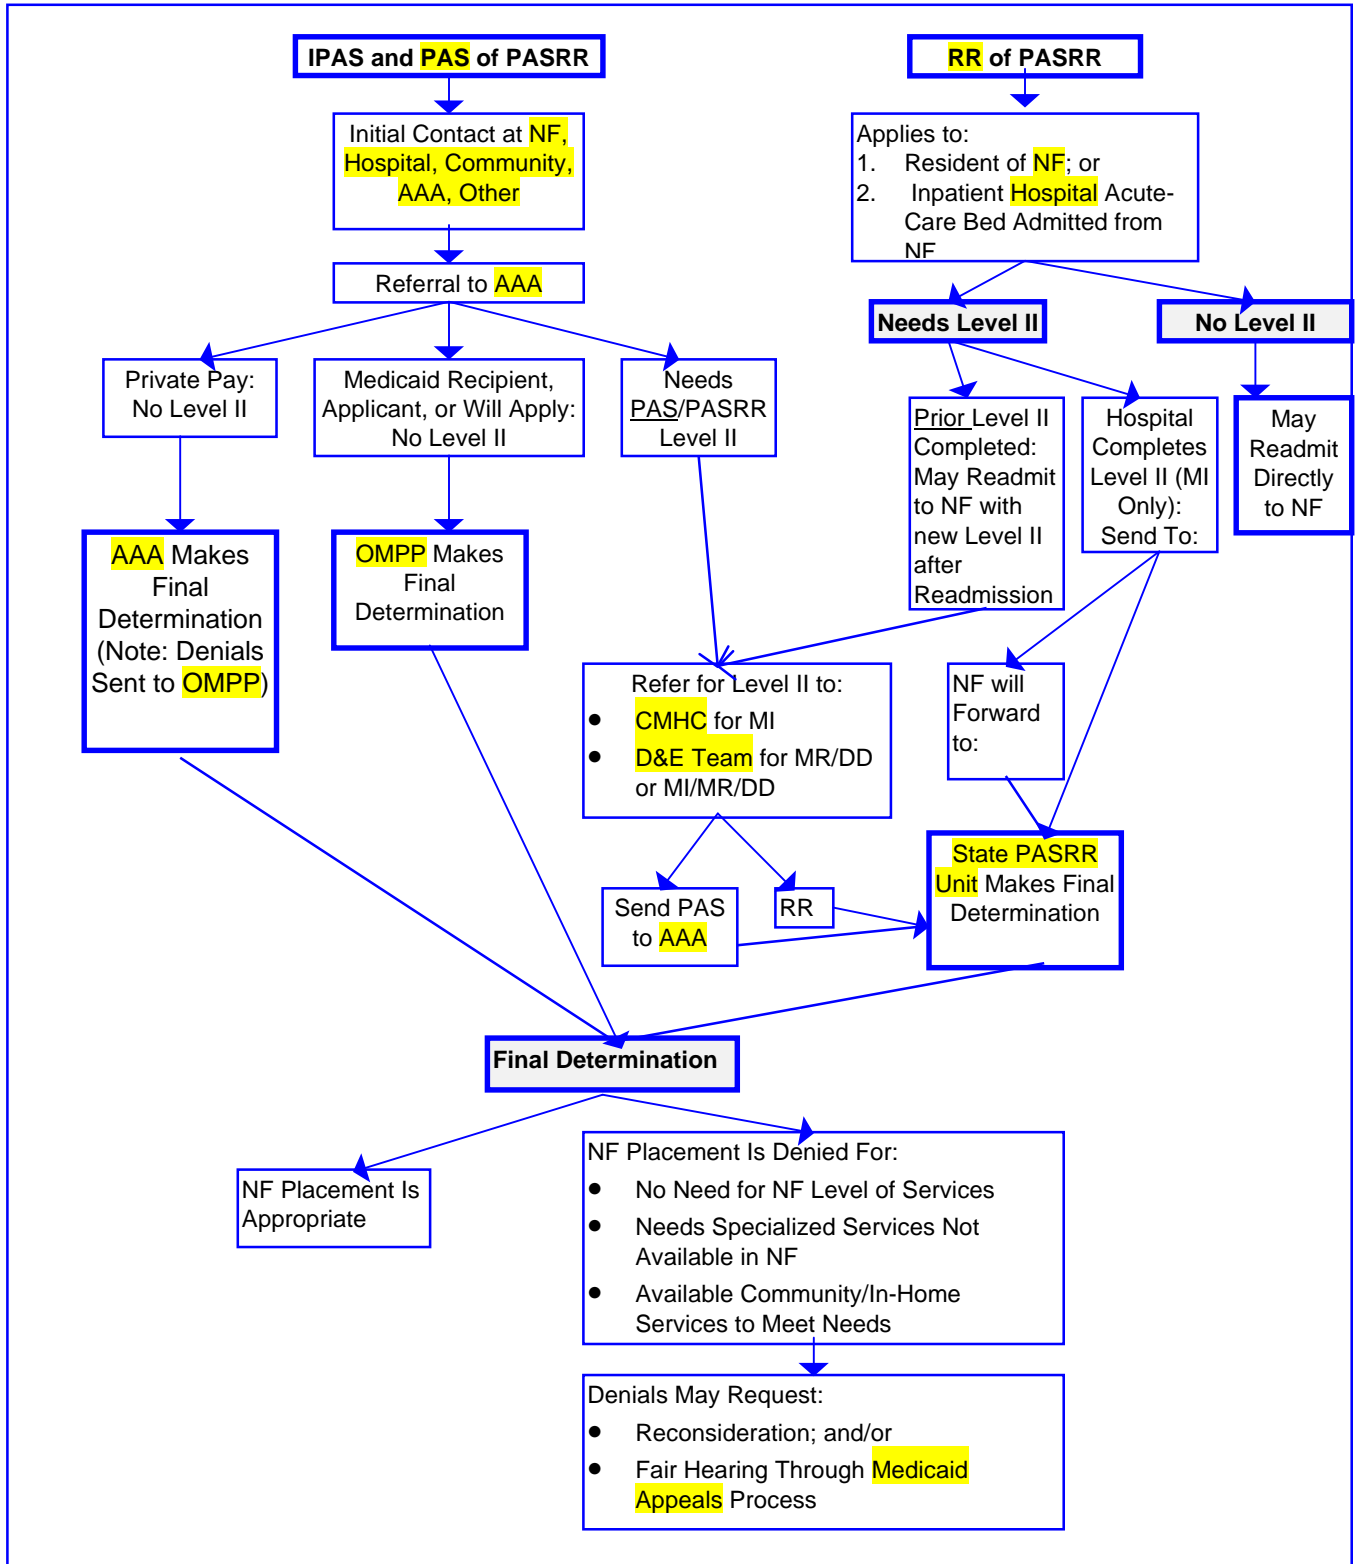 IPAS and PAS of PASRR
RR of PASRR
Initial Contact at NF,
Hospital, Community,
AAA, Other
Applies to:
1. Resident of NF; or
2. Inpatient Hospital Acute-
Care Bed Admitted from
NF
Referral to AAA
Needs Level II
No Level II
Private Pay:
No Level II
Medicaid Recipient,
Applicant, or Will Apply:
No Level II
Needs
PAS/PASRR
Level II
Prior Level II
Completed:
May Readmit
to NF with
new Level II
after
Readmission
Hospital
Completes
Level II (MI
Only):
Send To:
May
Readmit
Directly
to NF
AAA Makes
Final
Determination
(Note: Denials
Sent to OMPP)
OMPP Makes
Final
Determination
Refer for Level II to:
● CMHC for MI
● D&E Team for MR/DD
or MI/MR/DD
NF will
Forward
to:
State PASRR
Unit Makes Final
Determination
Send PAS
to AAA
RR
Final Determination
NF Placement Is
Appropriate
NF Placement Is Denied For:
● No Need for NF Level of Services
● Needs Specialized Services Not
Available in NF
● Available Community/In-Home
Services to Meet Needs
Denials May Request:
● Reconsideration; and/or
● Fair Hearing Through Medicaid
Appeals Process